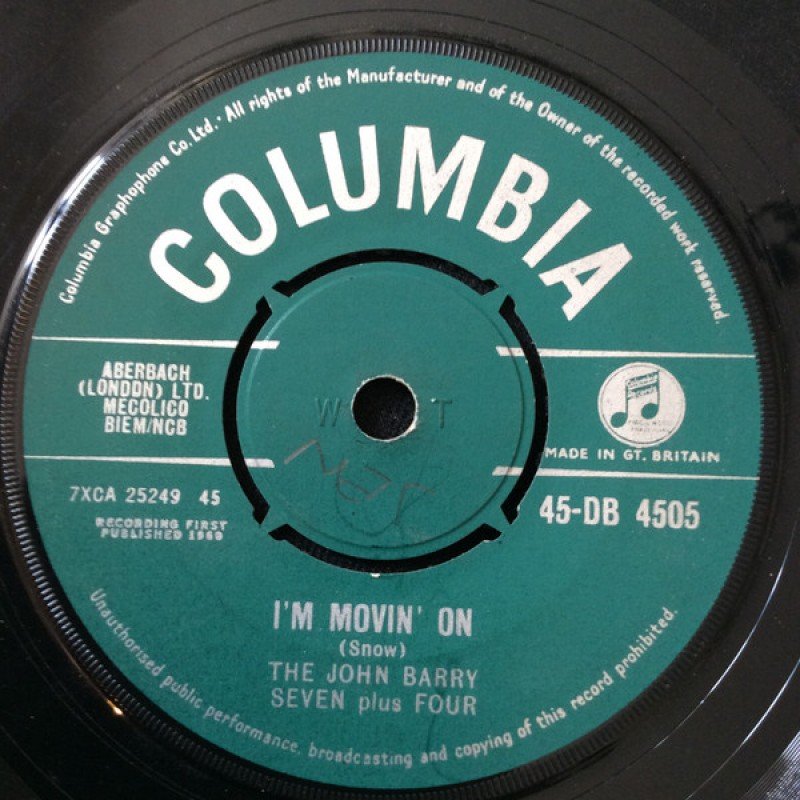 Columbia Graphophone Co. Ltd. · All rights of the Manufacturer and of the Owner of the recorded work reserved.
COLUMBIA
ABERBACH
(LONDON) LTD.
MECOLICO
BIEM/NCB
MADE IN GT. BRITAIN
7XCA 25249 45
45-DB 4505
RECORDING FIRST
PUBLISHED 1960
I'M MOVIN' ON
(Snow)
THE JOHN BARRY
SEVEN plus FOUR
Unauthorised public performance, broadcasting and copying of this record prohibited.